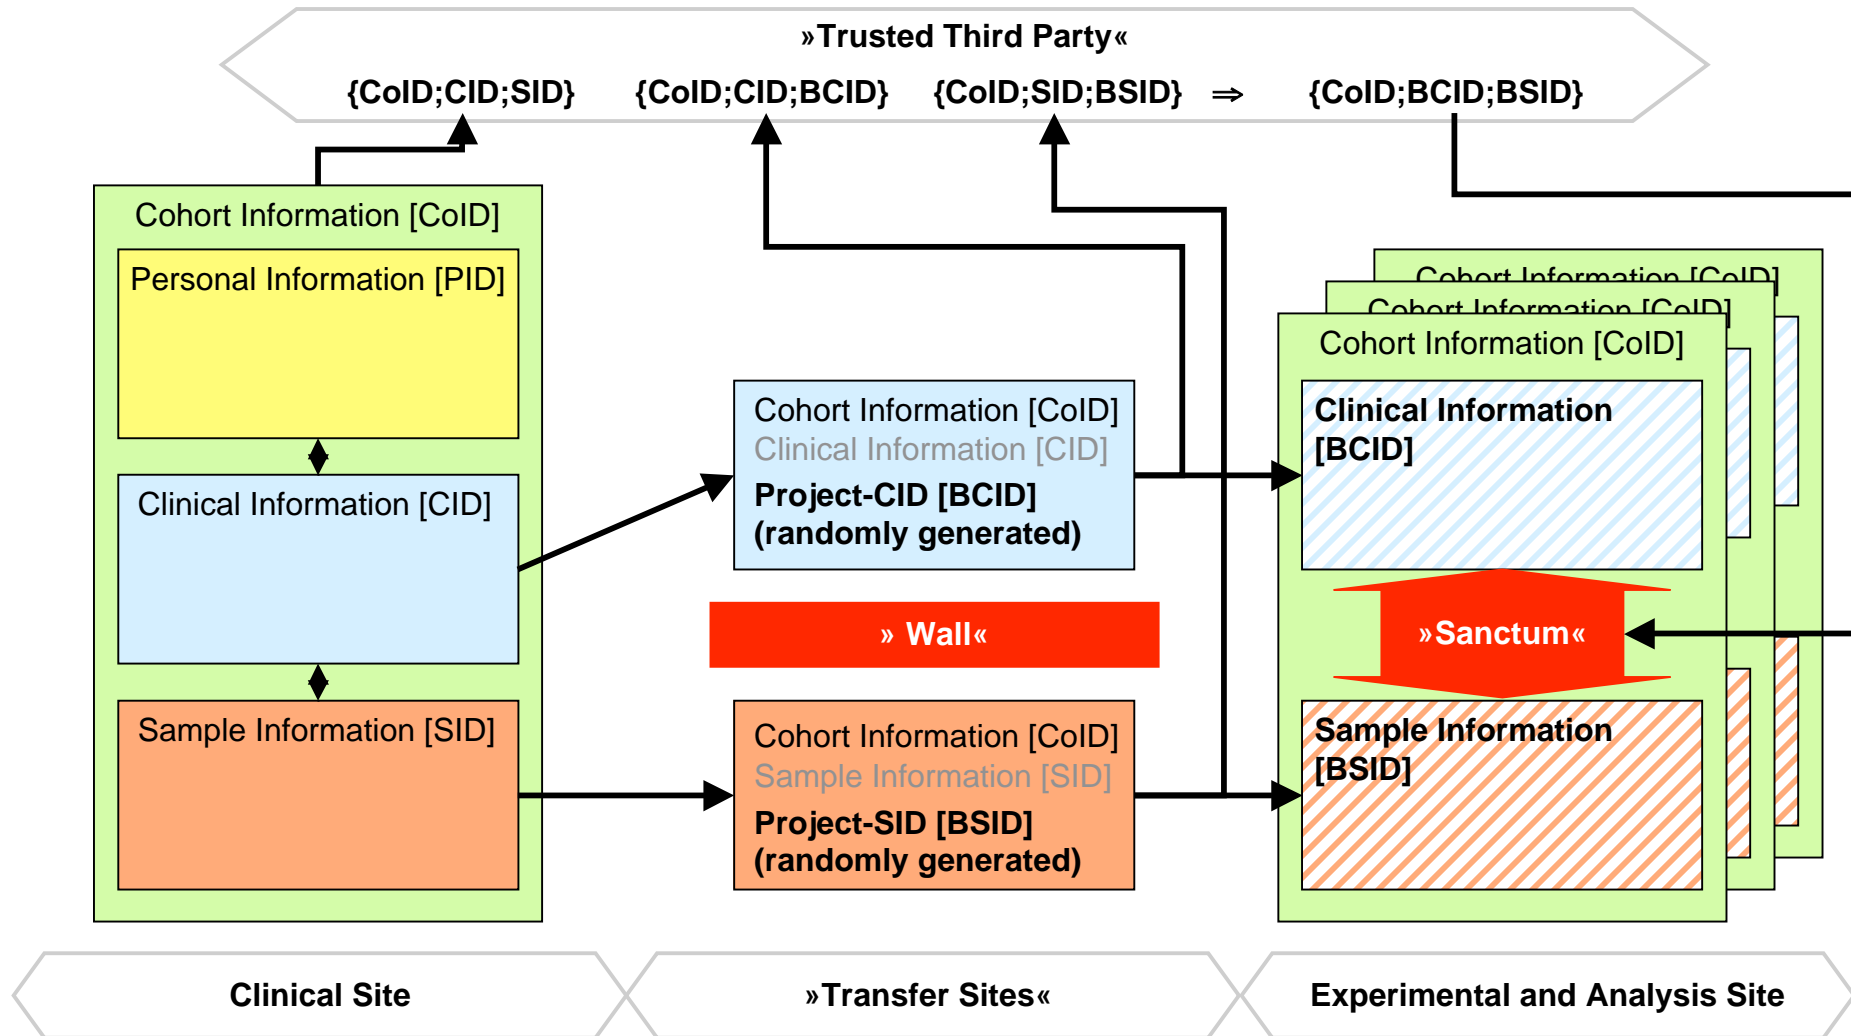 »Trusted Third Party«
{CoID;CID;SID} {CoID;CID;BCID} {CoID;SID;BSID} ⇒ {CoID;BCID;BSID}
Cohort Information [CoID]
Personal Information [PID]
Clinical Information [CID]
Sample Information [SID]
Cohort Information [CoID]
Clinical Information [CID]
Project-CID [BCID]
(randomly generated)
» Wall«
Cohort Information [CoID]
Sample Information [SID]
Project-SID [BSID]
(randomly generated)
Cohort Information [CoID]
Cohort Information [CoID]
Cohort Information [CoID]
Clinical Information
[BCID]
»Sanctum«
Sample Information
[BSID]
Clinical Site
»Transfer Sites«
Experimental and Analysis Site